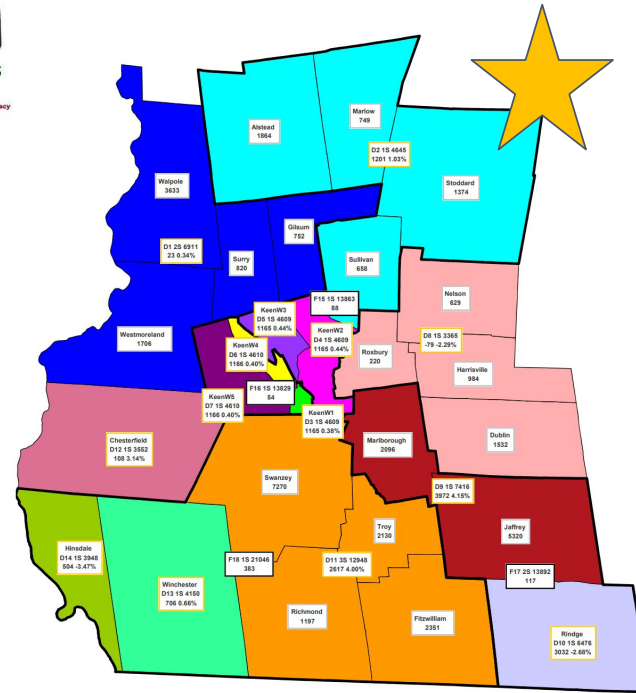 acy
Alstead
1864
Marlow
749
D2 1S 4645
1201 1.03%
Stoddard
1374
Walpole
3633
D1 2S 6911
23 0.34%
Surry
820
Gilsum
752
Sullivan
658
Nelson
629
Westmoreland
1706
KeenW3
D5 1S 4609
1165 0.44%
F15 1S 13863
88
KeenW2
D4 1S 4609
1165 0.44%
D8 1S 3365
-79 -2.29%
KeenW4
D6 1S 4610
1166 0.40%
Roxbury
220
Harrisville
984
F16 1S 13829
54
KeenW5
D7 1S 4610
1166 0.40%
KeenW1
D3 1S 4609
1165 0.38%
Chesterfield
D12 1S 3552
108 3.14%
Marlborough
2096
Dublin
1532
Swanzey
7270
D9 1S 7416
3972 4.15%
Troy
2130
Jaffrey
5320
Hinsdale
D14 1S 3948
504 -3.47%
F18 1S 21046
383
D11 3S 12948
2617 4.00%
F17 2S 13892
117
Winchester
D13 1S 4150
706 0.66%
Richmond
1197
Fitzwilliam
2351
Rindge
D10 1S 6476
3032 -2.68%